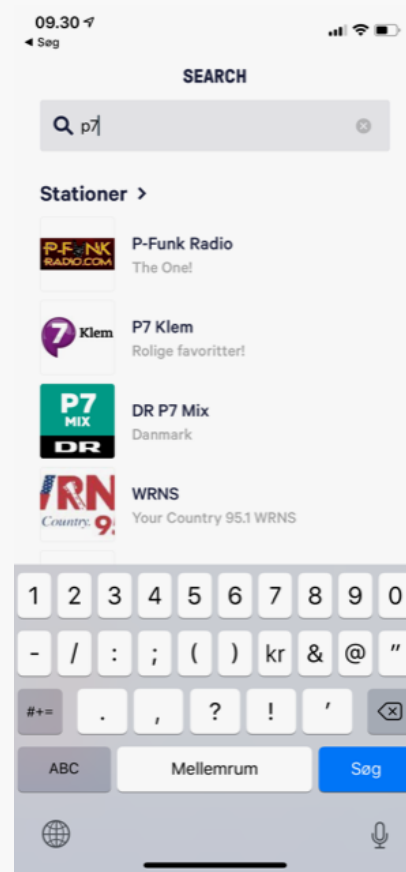 09.30
◀ Søg
SEARCH
p7
Stationer >
P-FUNK
RADIO.COM
P-Funk Radio
The One!
7 Klem
P7 Klem
Rolige favoritter!
P7
MIX
DR
DR P7 Mix
Danmark
WRN
Country. 9
WRNS
Your Country 95.1 WRNS
1 2 3 4 5 6 7 8 9 0
- / : ; ( ) kr & @ "
#+= . , ? ! ′
ABC Mellemrum Søg